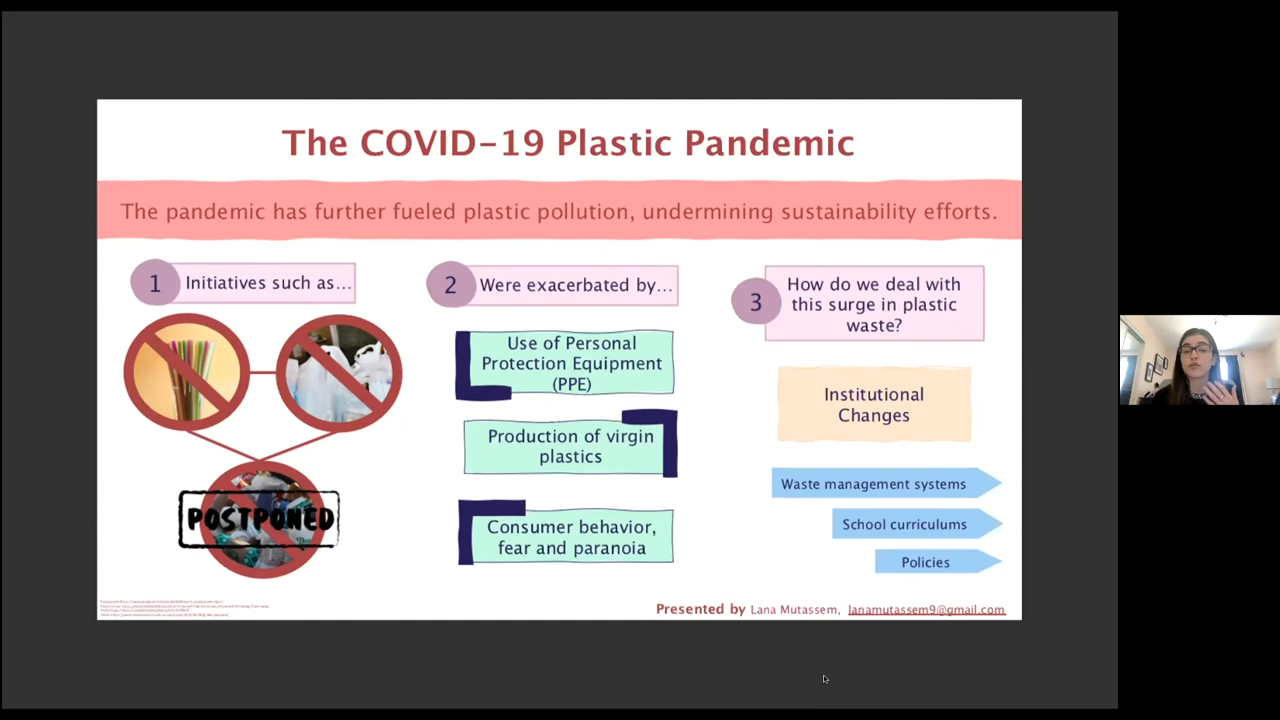 The COVID-19 Plastic Pandemic
The pandemic has further fueled plastic pollution, undermining sustainability efforts.
1
Initiatives such as...
POSTPONED
2
Were exacerbated by...
Use of Personal
Protection Equipment
(PPE)
Production of virgin
plastics
Consumer behavior,
fear and paranoia
3
How do we deal with
this surge in plastic
waste?
Institutional
Changes
Waste management systems
School curriculums
Policies
Presented by Lana Mutassem, lanamutassem9@gmail.com